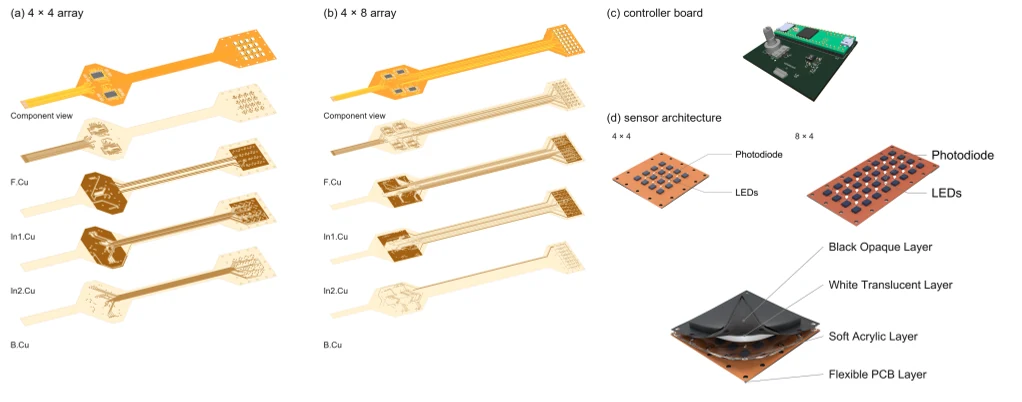 (a) 4 × 4 array
Component view
F.Cu
In1.Cu
In2.Cu
B.Cu
(b) 4 × 8 array
Component view
F.Cu
In1.Cu
In2.Cu
B.Cu
(c) controller board
(d) sensor architecture
4 × 4
Photodiode
LEDs
8 × 4
Photodiode
LEDs
Black Opaque Layer
White Translucent Layer
Soft Acrylic Layer
Flexible PCB Layer